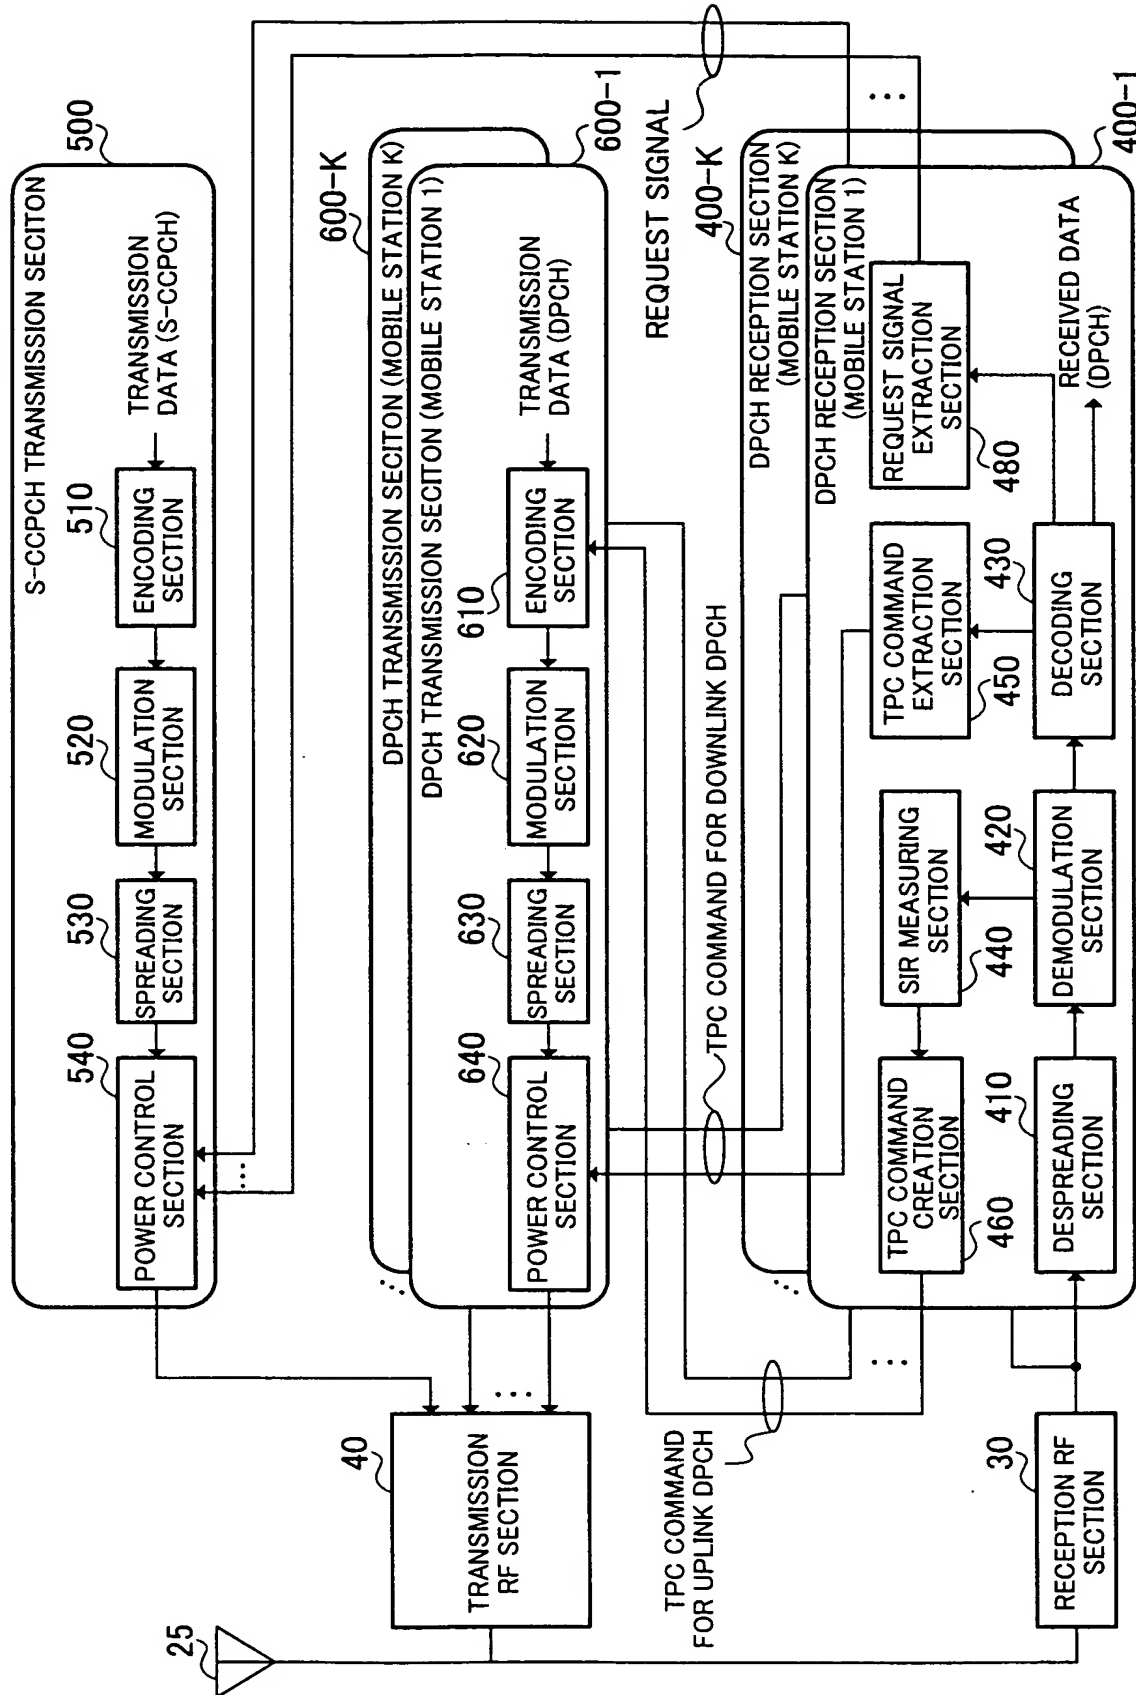 500
S-CCPCH TRANSMISSION SECITON
TRANSMISSION
DATA (S-CCPCH)
510
ENCODING
SECTION
520
MODULATION
SECTION
530
SPREADING
SECTION
540
POWER CONTROL
SECTION
...
600-K
DPCH TRANSMISSION SECITON (MOBILE STATION K)
600-1
DPCH TRANSMISSION SECITON (MOBILE STATION 1)
TRANSMISSION
DATA (DPCH)
610
ENCODING
SECTION
620
MODULATION
SECTION
630
SPREADING
SECTION
640
POWER CONTROL
SECTION
...
...
40
TRANSMISSION
RF SECTION
25
REQUEST SIGNAL
...
TPC COMMAND FOR DOWNLINK DPCH
TPC COMMAND
FOR UPLINK DPCH
...
400-K
DPCH RECEPTION SECTION
(MOBILE STATION K)
400-1
DPCH RECEPTION SECTION
(MOBILE STATION 1)
REQUEST SIGNAL
EXTRACTION
SECTION
480
RECEIVED DATA
(DPCH)
TPC COMMAND
EXTRACTION
SECTION
450
430
DECODING
SECTION
SIR MEASURING
SECTION
440
420
DEMODULATION
SECTION
TPC COMMAND
CREATION
SECTION
460
410
DESPREADING
SECTION
...
30
RECEPTION RF
SECTION